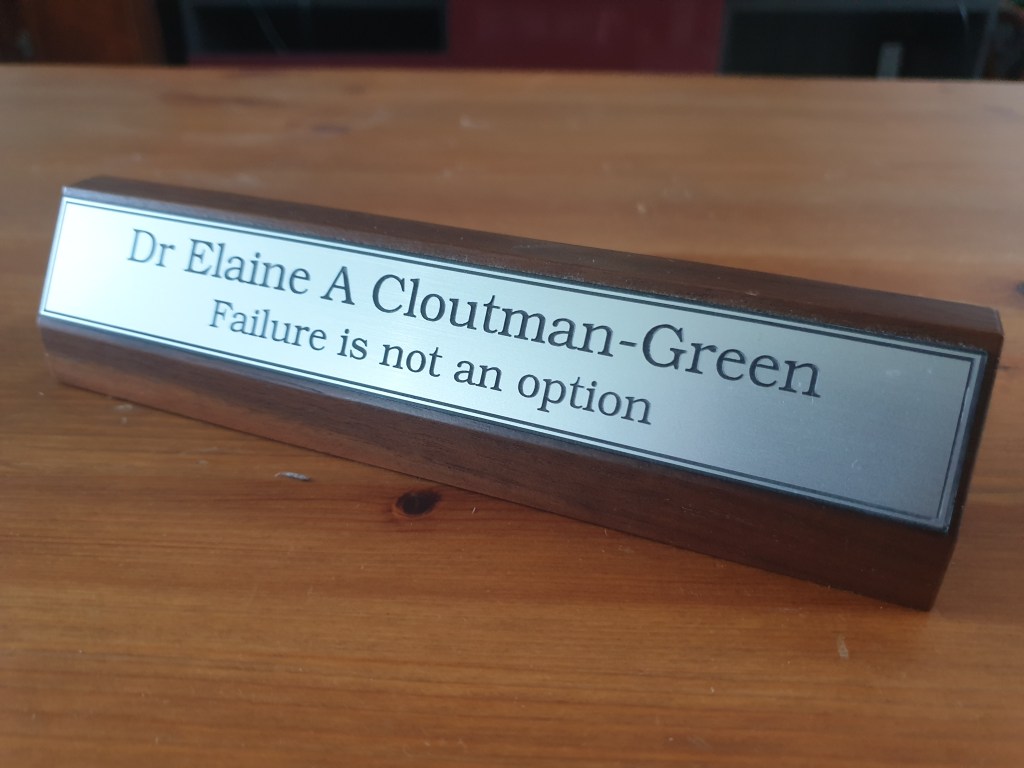 Dr Elaine A Cloutman-Green
Failure is not an option